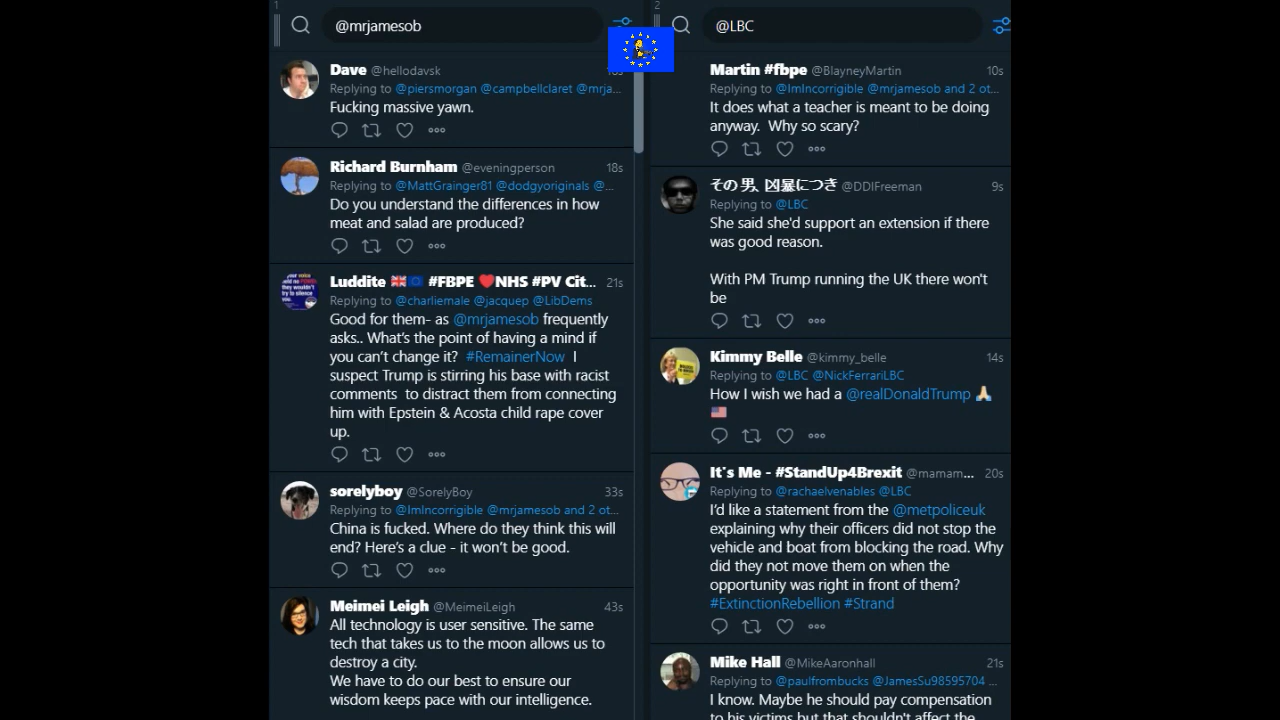 1
@mrjamesob
Dave @hellodavsk
Replying to @piersmorgan @campbellclaret @mrja...
Fucking massive yawn.
Richard Burnham @eveningperson 18s
Replying to @MattGrainger81 @dodgyoriginals @...
Do you understand the differences in how
meat and salad are produced?
Luddite 🇬🇧🇪🇺 #FBPE ❤️NHS #PV Cit... 21s
Replying to @charliemale @jacquep @LibDems
Good for them- as @mrjamesob frequently
asks.. What's the point of having a mind if
you can't change it? #RemainerNow I
suspect Trump is stirring his base with racist
comments to distract them from connecting
him with Epstein & Acosta child rape cover
up.
sorelyboy @SorelyBoy 33s
Replying to @ImIncorrigible @mrjamesob and 2 ot...
China is fucked. Where do they think this will
end? Here's a clue - it won't be good.
Meimei Leigh @MeimeiLeigh 43s
All technology is user sensitive. The same
tech that takes us to the moon allows us to
destroy a city.
We have to do our best to ensure our
wisdom keeps pace with our intelligence.
2
@LBC
Martin #fbpe @BlayneyMartin 10s
Replying to @ImIncorrigible @mrjamesob and 2 ot...
It does what a teacher is meant to be doing
anyway. Why so scary?
その男、凶暴につき @DDIFreeman 9s
Replying to @LBC
She said she'd support an extension if there
was good reason.
With PM Trump running the UK there won't
be
Kimmy Belle @kimmy_belle 14s
Replying to @LBC @NickFerrariLBC
How I wish we had a @realDonaldTrump 🙏🏼
🇺🇸
It's Me - #StandUp4Brexit @mamam... 20s
Replying to @rachaelvenables @LBC
I'd like a statement from the @metpoliceuk
explaining why their officers did not stop the
vehicle and boat from blocking the road. Why
did they not move them on when the
opportunity was right in front of them?
#ExtinctionRebellion #Strand
Mike Hall @MikeAaronhall 21s
Replying to @paulfrombucks @JamesSu98595704 ...
I know. Maybe he should pay compensation
to his victims but that shouldn't affect the